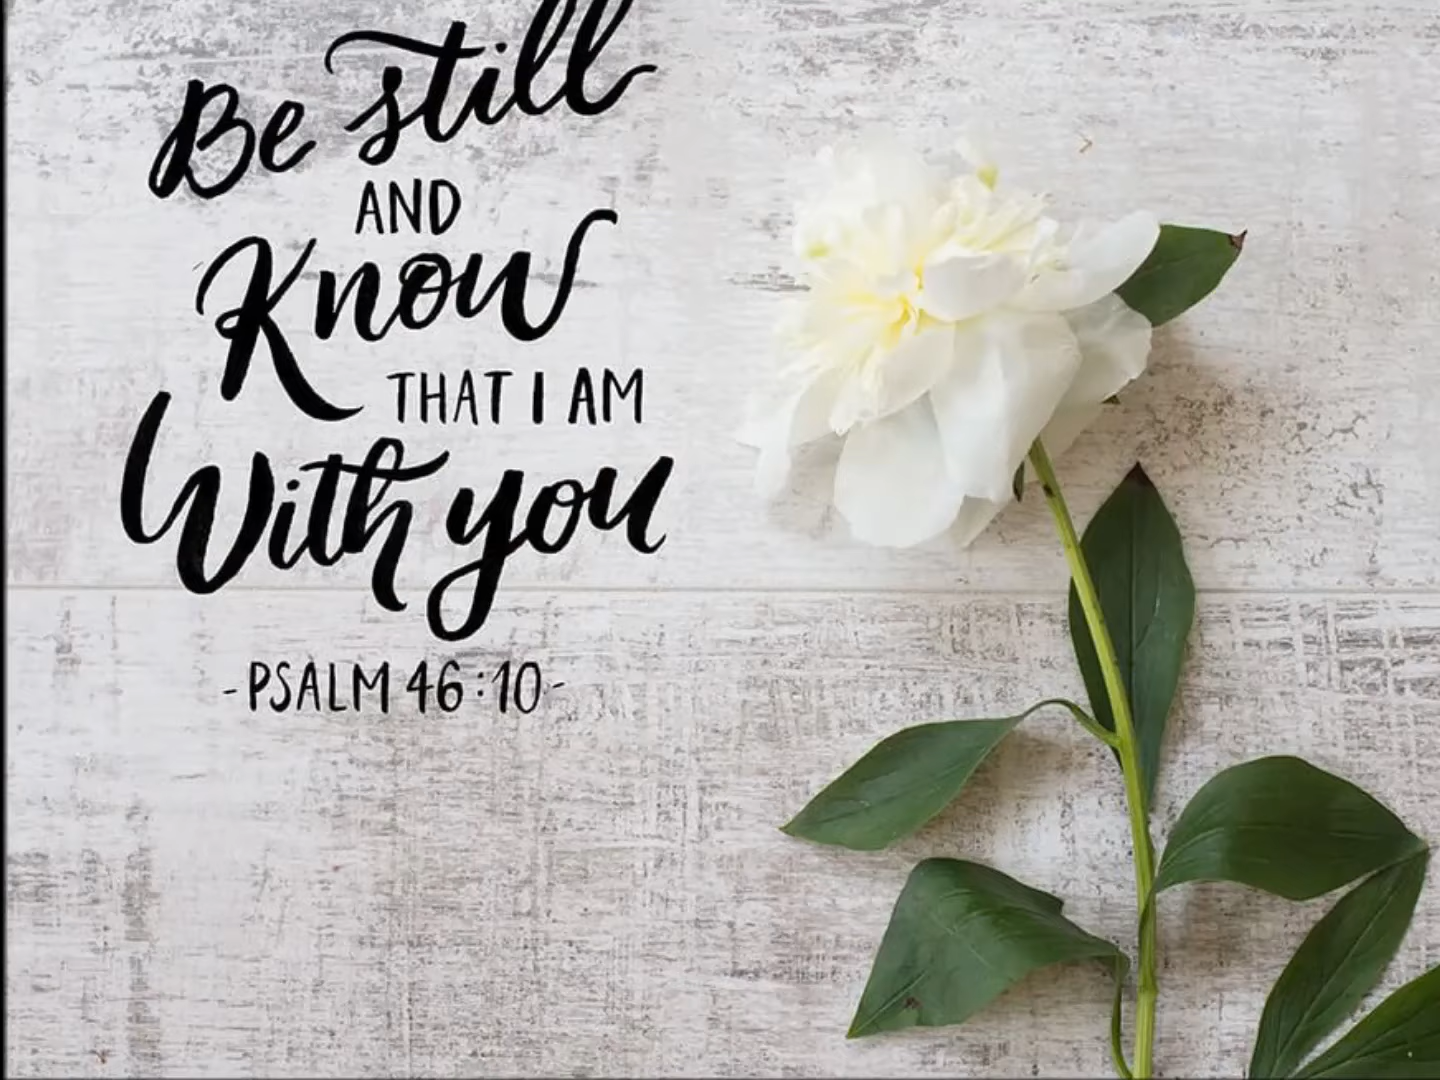 Be still
AND
Know
THAT I AM
With you
-PSALM 46:10-